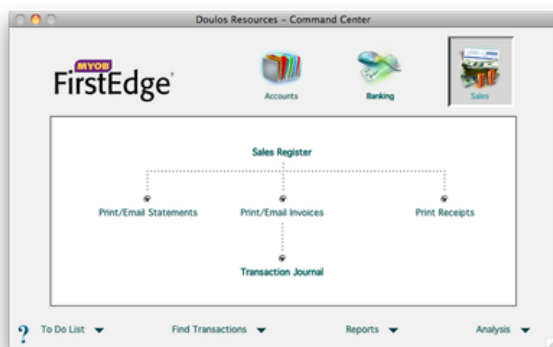 Doulos Resources – Command Center
MYOB
FirstEdge
Accounts
Banking
Sales
Sales Register
Print/Email Statements
Print/Email Invoices
Print Receipts
Transaction Journal
? To Do List
Find Transactions
Reports
Analysis